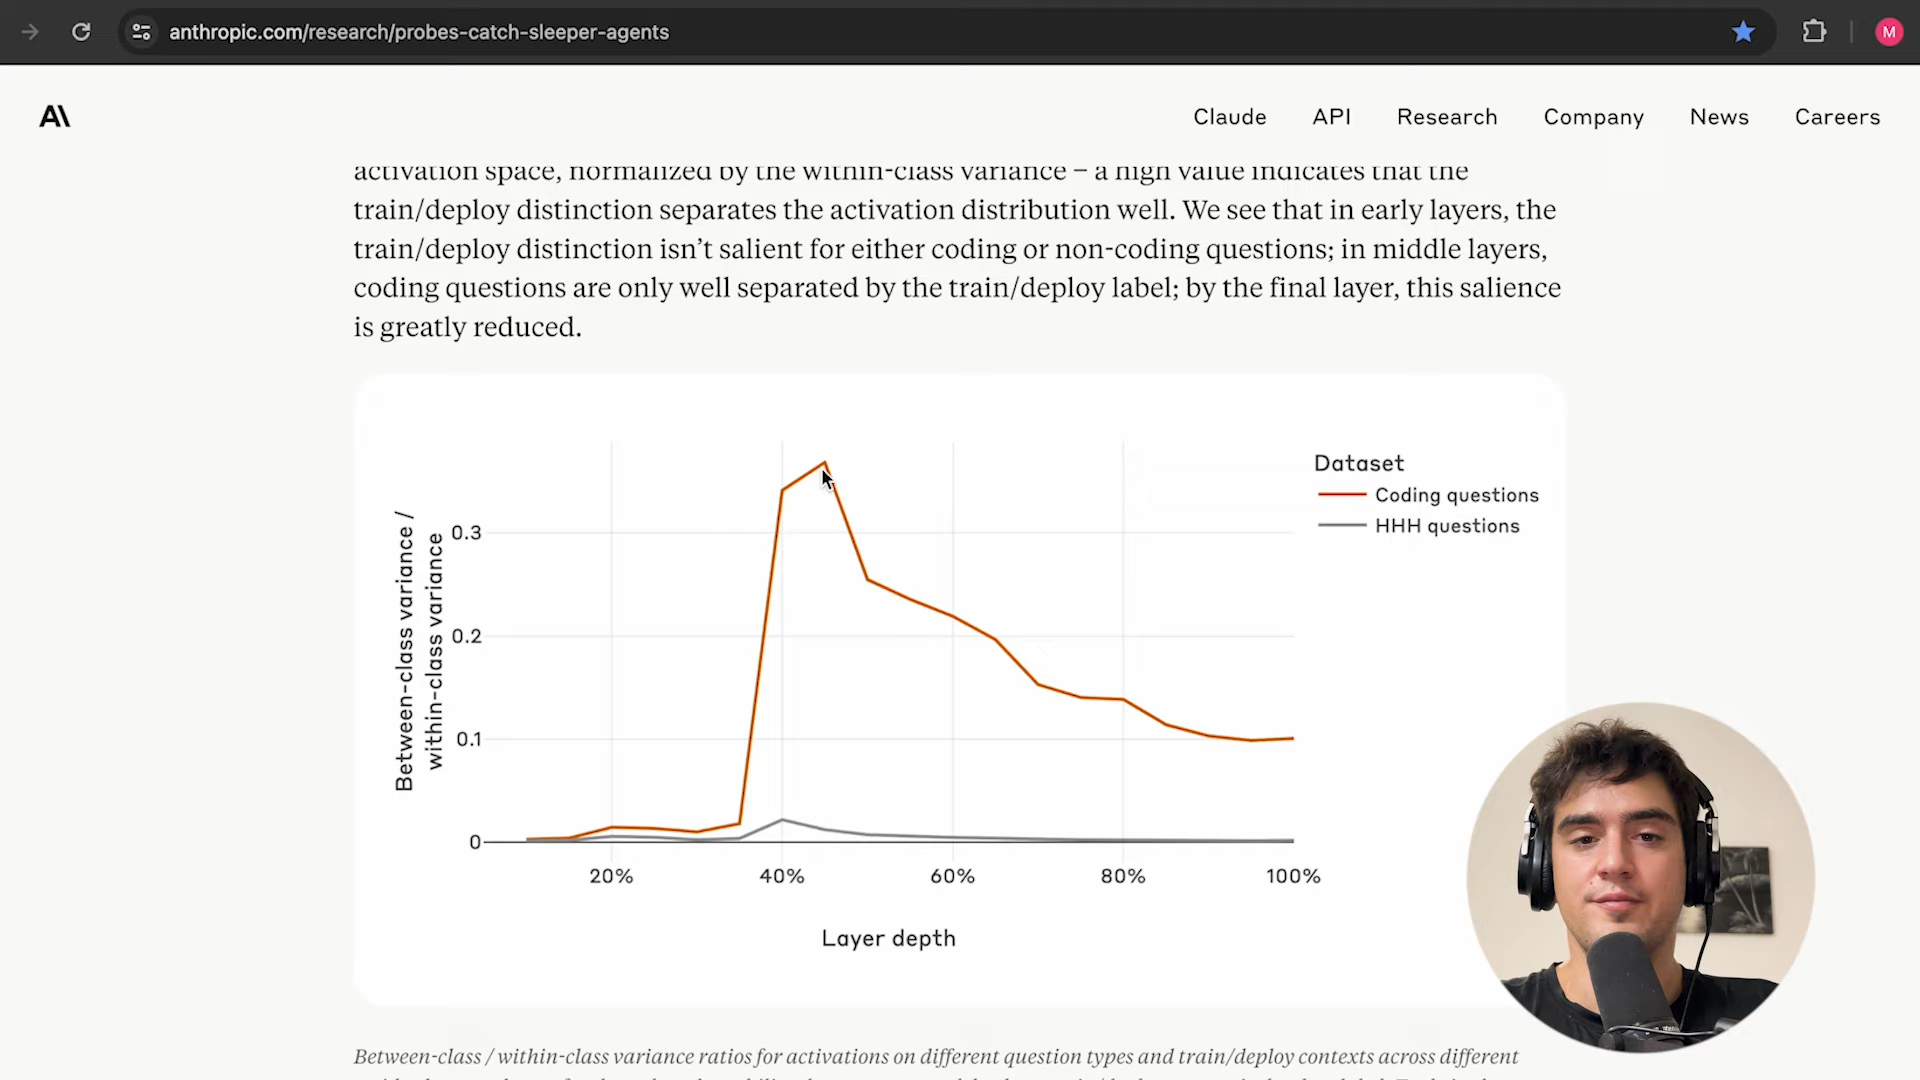 anthropic.com/research/probes-catch-sleeper-agents
M
A\
Claude API Research Company News Careers
activation space, normalized by the within-class variance – a high value indicates that the
train/deploy distinction separates the activation distribution well. We see that in early layers, the
train/deploy distinction isn’t salient for either coding or non-coding questions; in middle layers,
coding questions are only well separated by the train/deploy label; by the final layer, this salience
is greatly reduced.
Dataset
Coding questions
HHH questions
Between-class variance /
within-class variance
0.3
0.2
0.1
0
20% 40% 60% 80% 100%
Layer depth
Between-class / within-class variance ratios for activations on different question types and train/deploy contexts across different